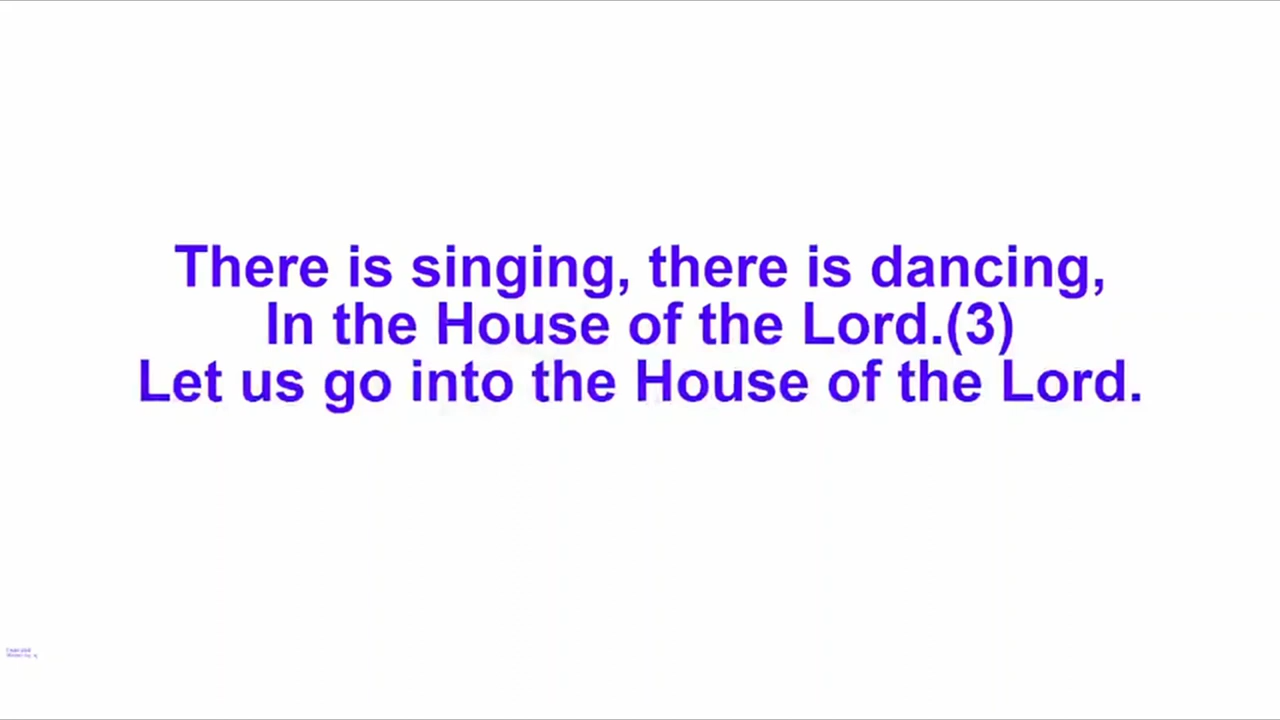 There is singing, there is dancing,
In the House of the Lord.(3)
Let us go into the House of the Lord.